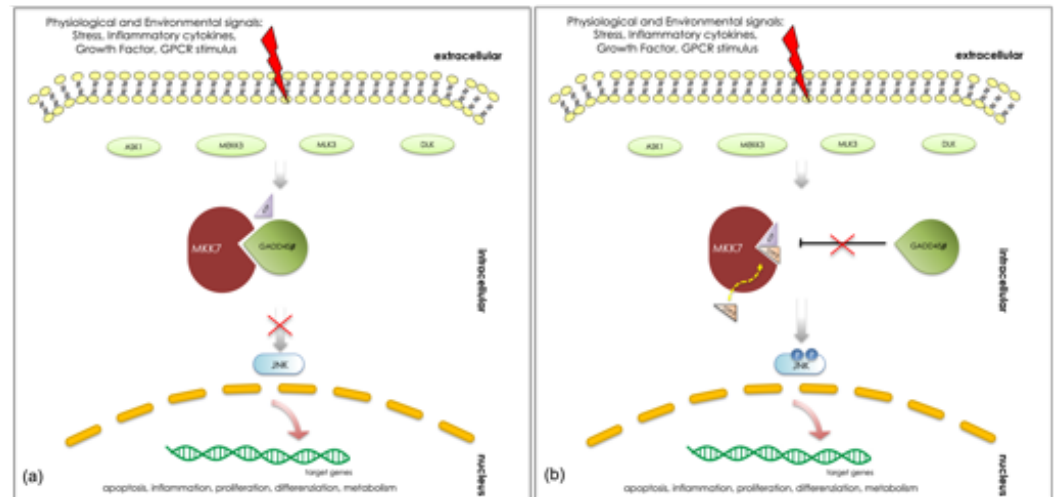 Physiological and Environmental signals:
Stress, Inflammatory cytokines,
Growth Factor, GPCR stimulus
extracellular
ASK1
MEKK3
MLK3
DLK
MKK7
GADD45β
intracellular
JNK
target genes
nucleus
(a)
apoptosis, inflammation, proliferation, differenziation, metabolism
Physiological and Environmental signals:
Stress, Inflammatory cytokines,
Growth Factor, GPCR stimulus
extracellular
ASK1
MEKK3
MLK3
DLK
MKK7
GADD45β
intracellular
P P
JNK
target genes
nucleus
(b)
apoptosis, inflammation, proliferation, differenziation, metabolism